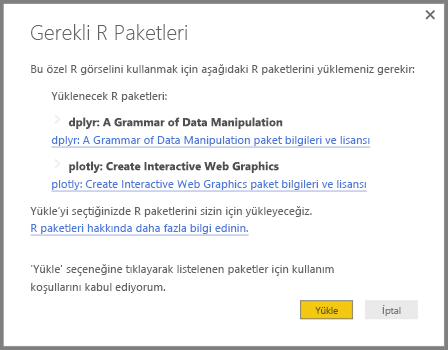 Gerekli R Paketleri
Bu özel R görselini kullanmak için aşağıdaki R paketlerini yüklemeniz gerekir:
Yüklenecek R paketleri:
dplyr: A Grammar of Data Manipulation
dplyr: A Grammar of Data Manipulation paket bilgileri ve lisansı
plotly: Create Interactive Web Graphics
plotly: Create Interactive Web Graphics paket bilgileri ve lisansı
Yükle'yi seçtiğinizde R paketlerini sizin için yükleyeceğiz.
R paketleri hakkında daha fazla bilgi edinin.
'Yükle' seçeneğine tıklayarak listelenen paketler için kullanım
koşullarını kabul ediyorum.
Yükle İptal